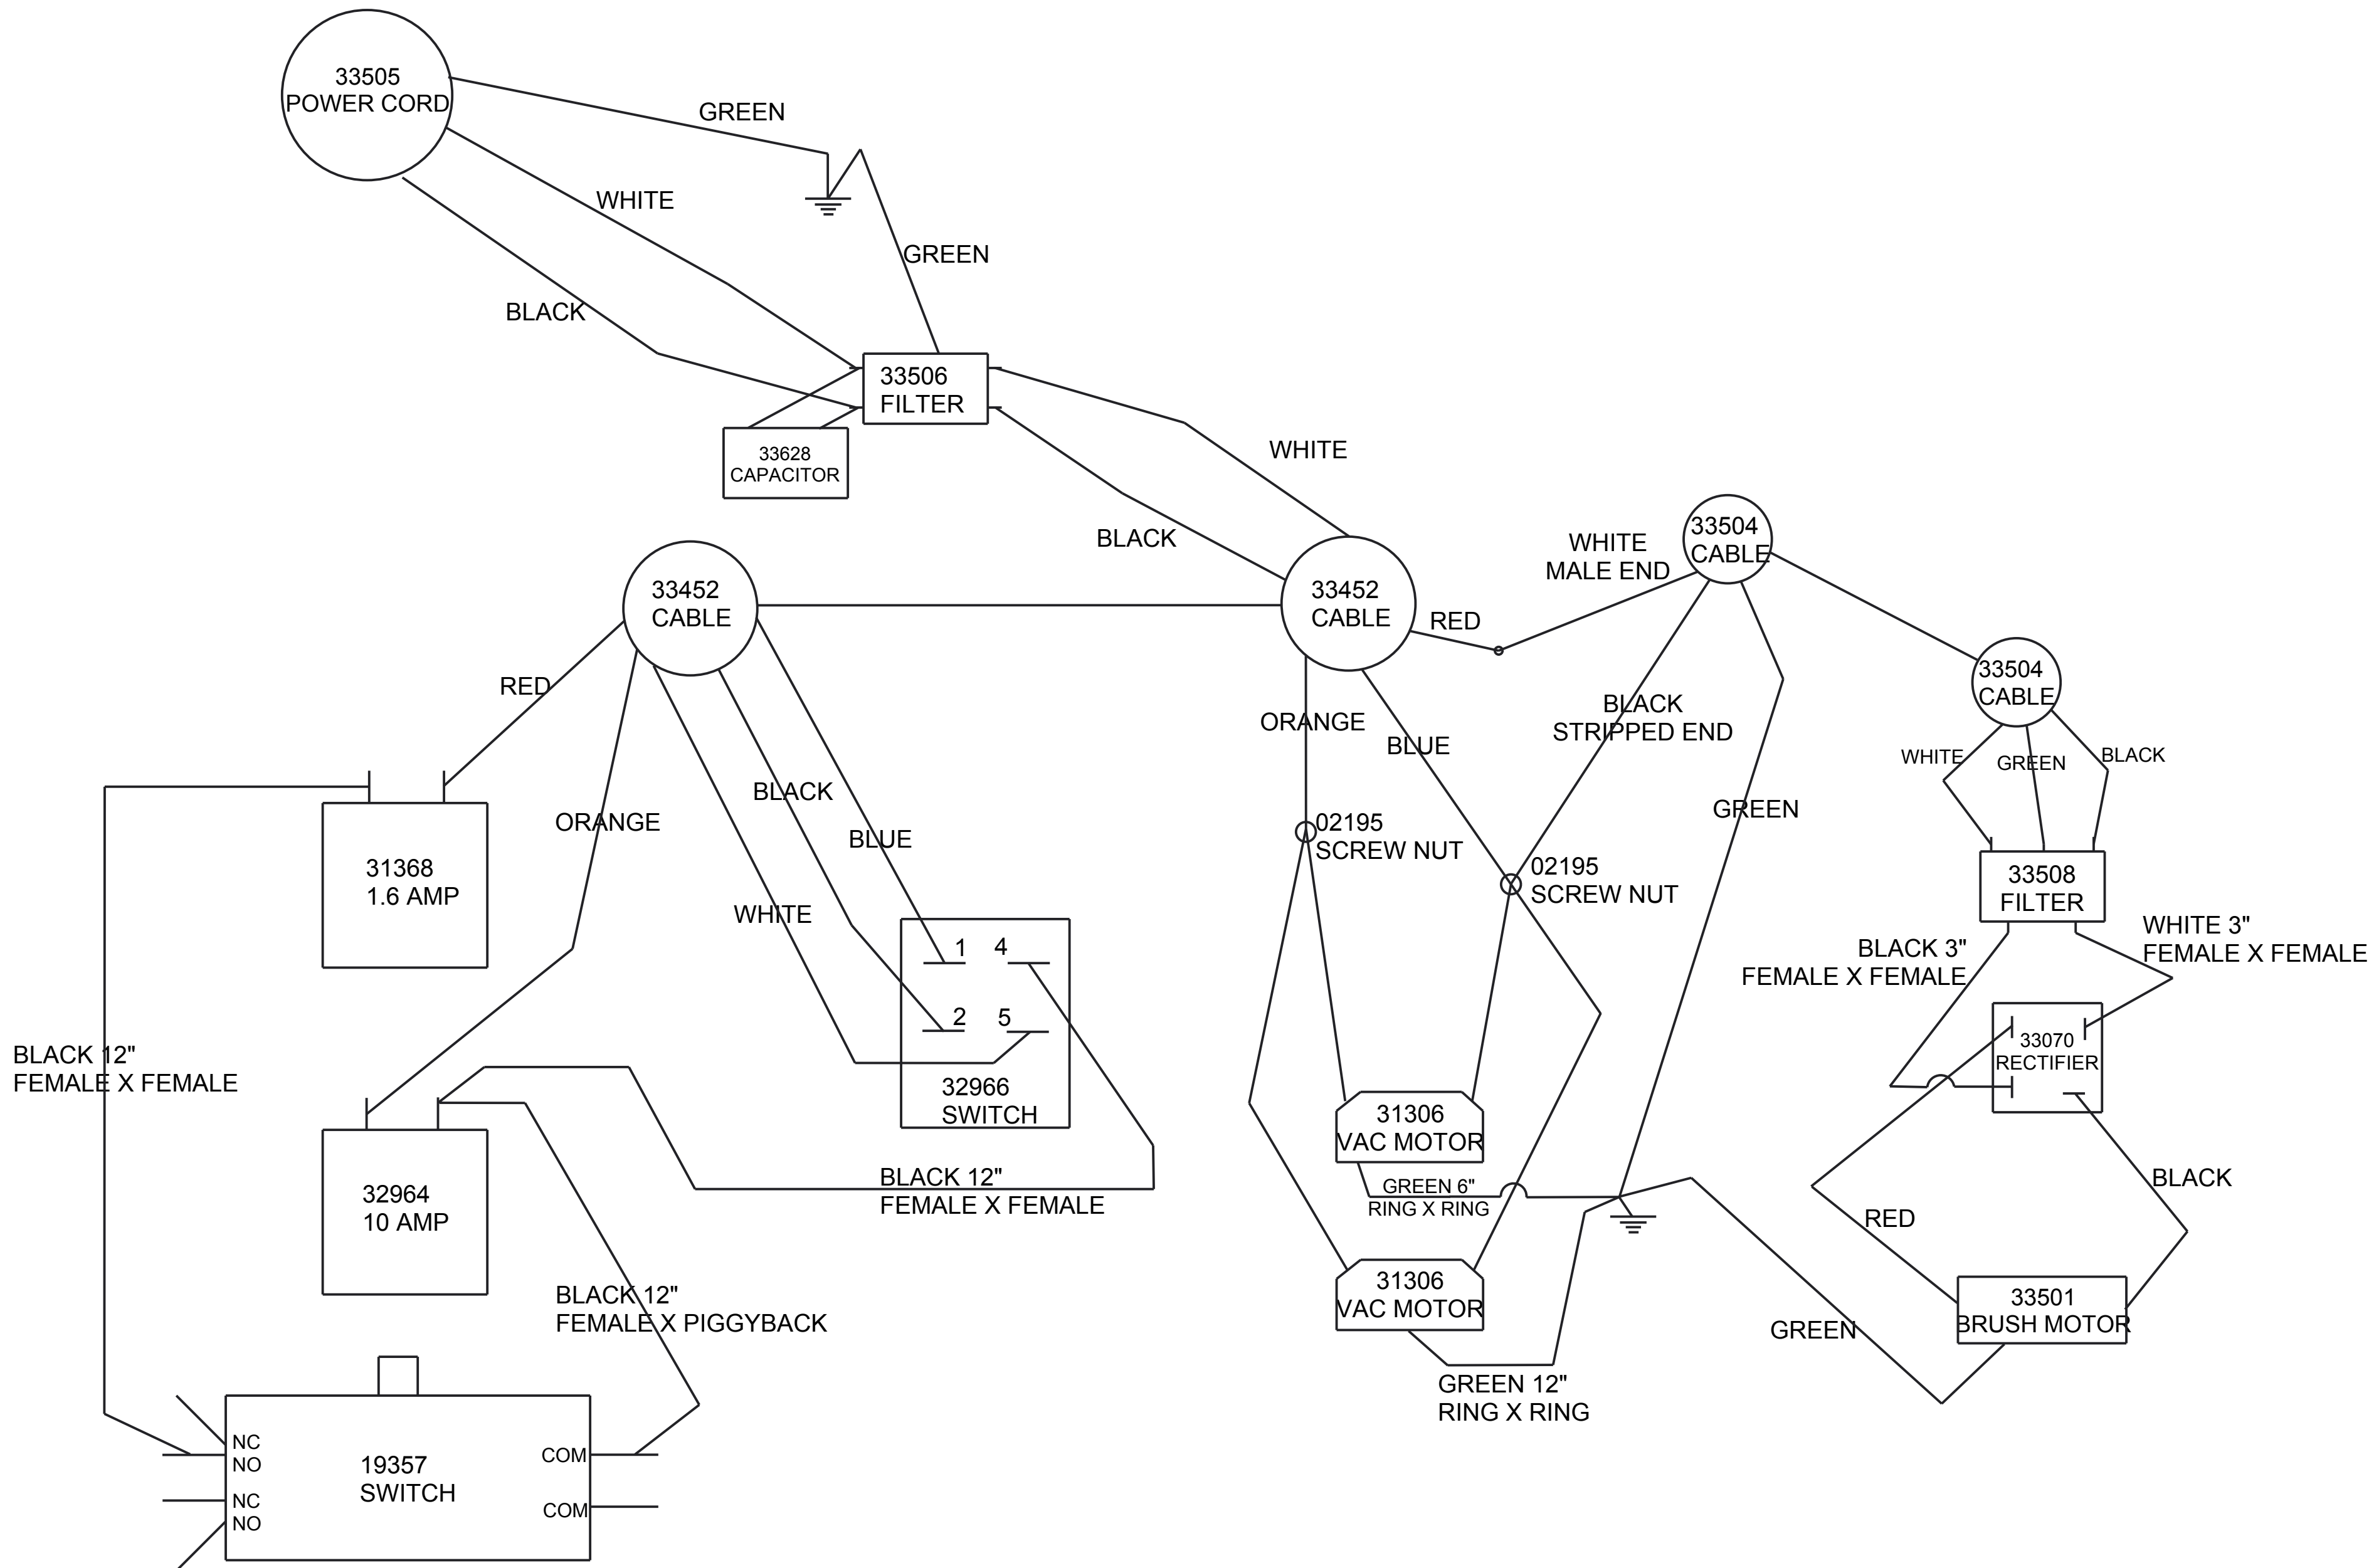 33505
POWER CORD
GREEN
WHITE
GREEN
BLACK
33506
FILTER
33628
CAPACITOR
WHITE
BLACK
33504
CABLE
WHITE
MALE END
33452
CABLE
33452
CABLE
RED
33504
CABLE
RED
ORANGE
BLUE
BLACK
STRIPPED END
WHITE
GREEN
BLACK
BLACK
ORANGE
BLUE
GREEN
02195
SCREW NUT
02195
SCREW NUT
31368
1.6 AMP
WHITE
33508
FILTER
1
4
2
5
32966
SWITCH
BLACK 3"
FEMALE X FEMALE
WHITE 3"
FEMALE X FEMALE
33070
RECTIFIER
BLACK 12"
FEMALE X FEMALE
31306
VAC MOTOR
32964
10 AMP
BLACK 12"
FEMALE X FEMALE
GREEN 6"
RING X RING
BLACK
RED
BLACK 12"
FEMALE X PIGGYBACK
31306
VAC MOTOR
33501
BRUSH MOTOR
GREEN
GREEN 12"
RING X RING
NC
NO
NC
NO
19357
SWITCH
COM
COM